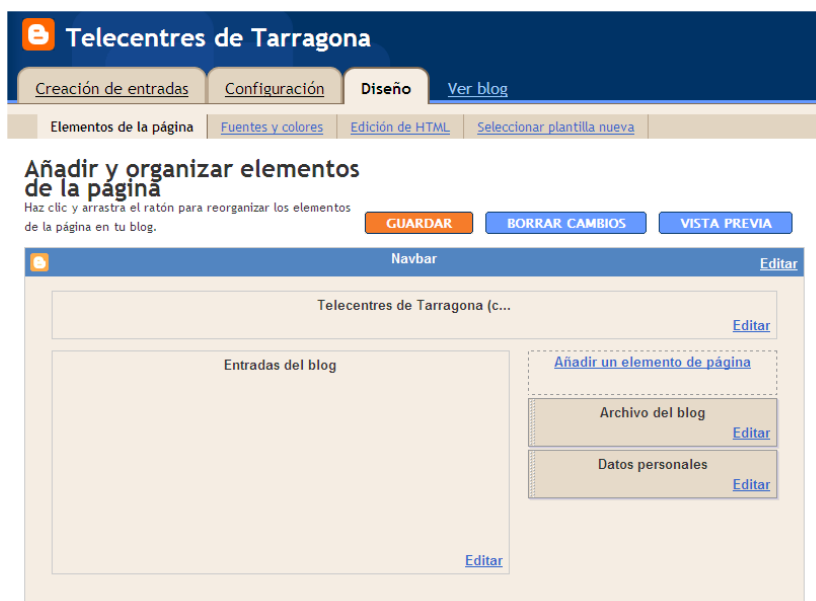 Telecentres de Tarragona
Creación de entradas Configuración Diseño Ver blog
Elementos de la página Fuentes y colores Edición de HTML Seleccionar plantilla nueva
Añadir y organizar elementos
de la página
Haz clic y arrastra el ratón para reorganizar los elementos
de la página en tu blog.
GUARDAR BORRAR CAMBIOS VISTA PREVIA
Navbar Editar
Telecentres de Tarragona (c...
Editar
Entradas del blog
Editar
Añadir un elemento de página
Archivo del blog
Editar
Datos personales
Editar